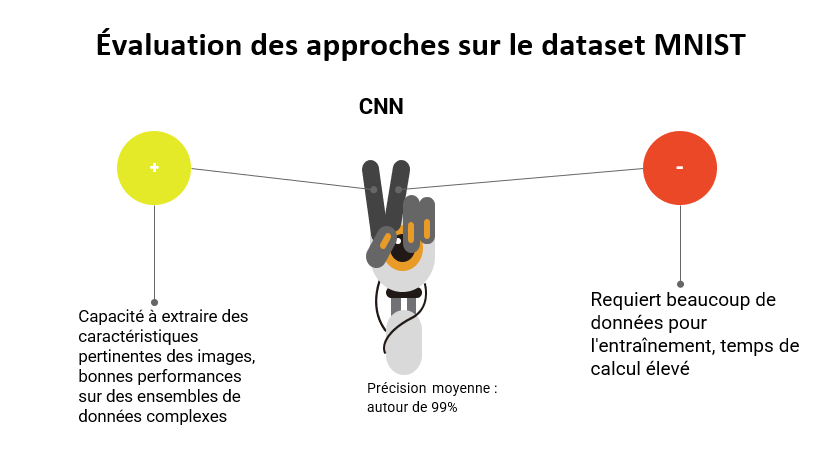 Évaluation des approches sur le dataset MNIST
CNN
+
-
Capacité à extraire des
caractéristiques
pertinentes des images,
bonnes performances
sur des ensembles de
données complexes
Précision moyenne :
autour de 99%
Requiert beaucoup de
données pour
l'entraînement, temps de
calcul élevé